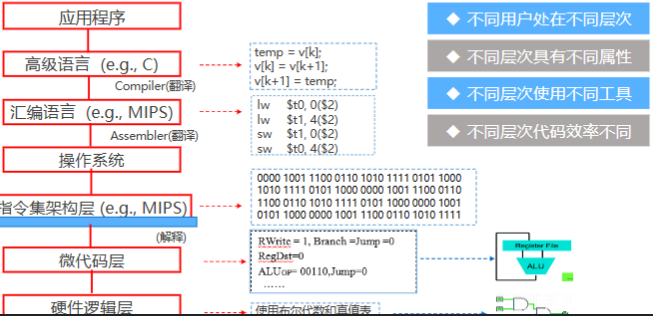 应用程序
高级语言 (e.g., C)
Compiler(翻译)
汇编语言 (e.g., MIPS)
Assembler(翻译)
操作系统
指令集架构层 (e.g., MIPS)
(解释)
微代码层
硬件逻辑层
temp = v[k];
v[k] = v[k+1];
v[k+1] = temp;
lw $t0, 0($2)
lw $t1, 4($2)
sw $t1, 0($2)
sw $t0, 4($2)
0000 1001 1100 0110 1010 1111 0101 1000
1010 1111 0101 1000 0000 1001 1100 0110
1100 0110 1010 1111 0101 1000 0000 1001
0101 1000 0000 1001 1100 0110 1010 1111
RWrite = 1, Branch =Jump =0
RegDst=0
ALUOP= 00110,Jump=0
……
使用布尔代数和真值表
Register File
ALU
◆ 不同用户处在不同层次
◆ 不同层次具有不同属性
◆ 不同层次使用不同工具
◆ 不同层次代码效率不同